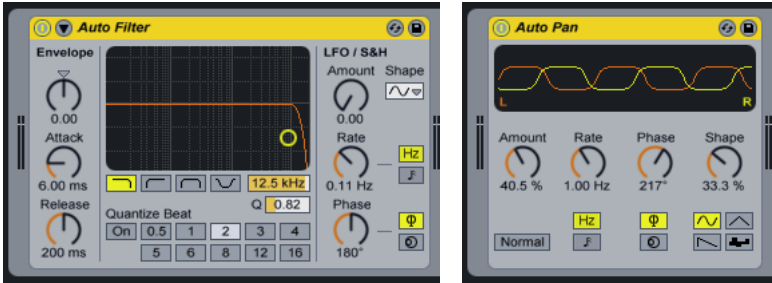 Auto Filter
Envelope
0.00
Attack
6.00 ms
Release
200 ms
12.5 kHz
Q 0.82
Quantize Beat
On 0.5 1 2 3 4
5 6 8 12 16
LFO / S&H
Amount Shape
0.00
Rate
Hz
0.11 Hz
Phase
Φ
180°
Auto Pan
L R
Amount Rate Phase Shape
40.5 % 1.00 Hz 217° 33.3 %
Hz Φ
Normal